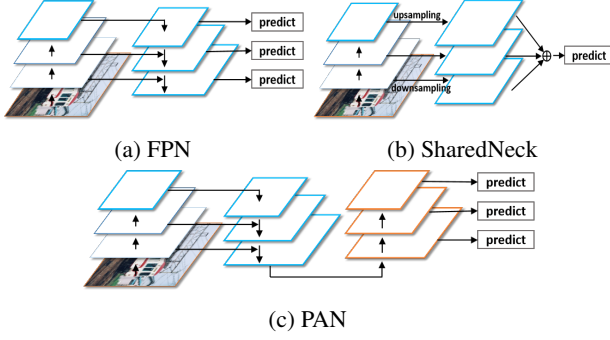 predict
predict
predict
(a) FPN
upsampling
downsampling
predict
(b) SharedNeck
predict
predict
predict
(c) PAN